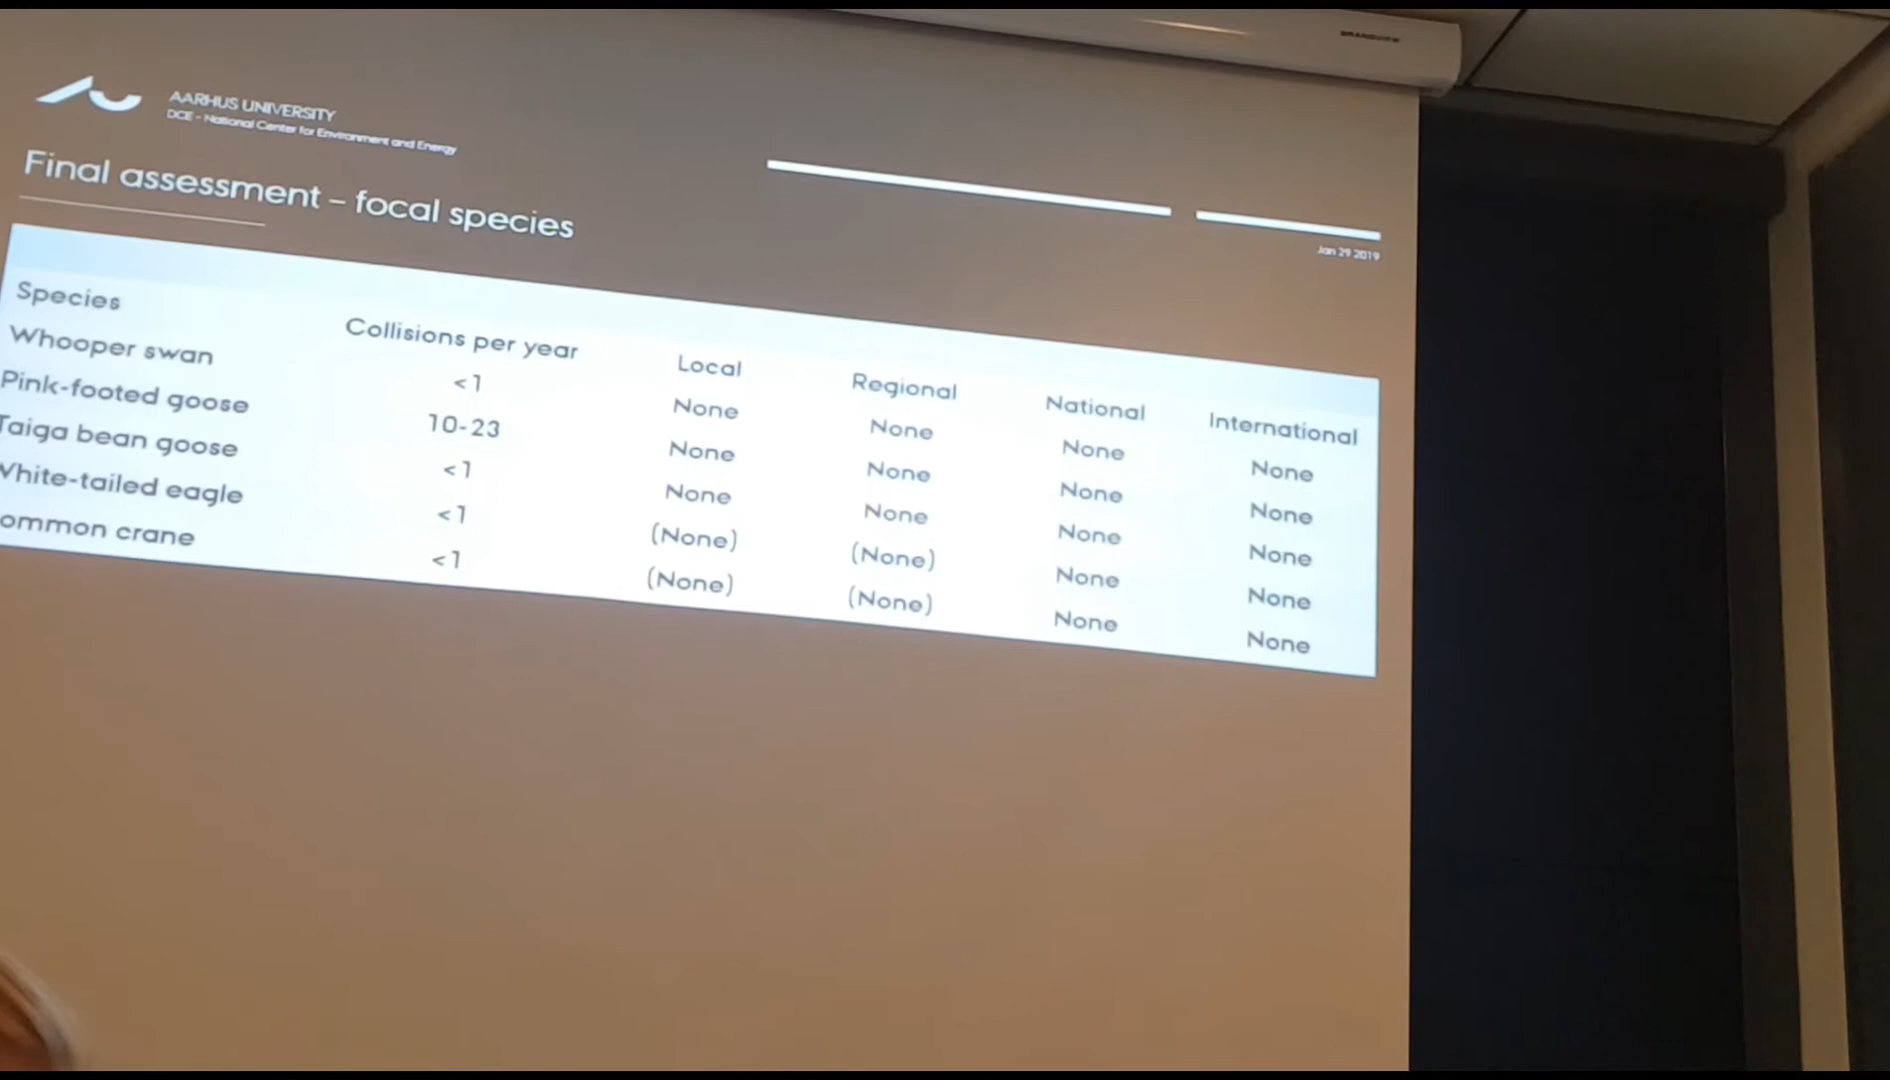 BRANDVIEW
AARHUS UNIVERSITY
DCE - National Center for Environment and Energy
Final assessment – focal species
Jan 29 2019
Species Collisions per year Local Regional National International
Whooper swan <1 None None None None
Pink-footed goose 10-23 None None None None
Taiga bean goose <1 None None None None
White-tailed eagle <1 (None) (None) None None
ommon crane <1 (None) (None) None None